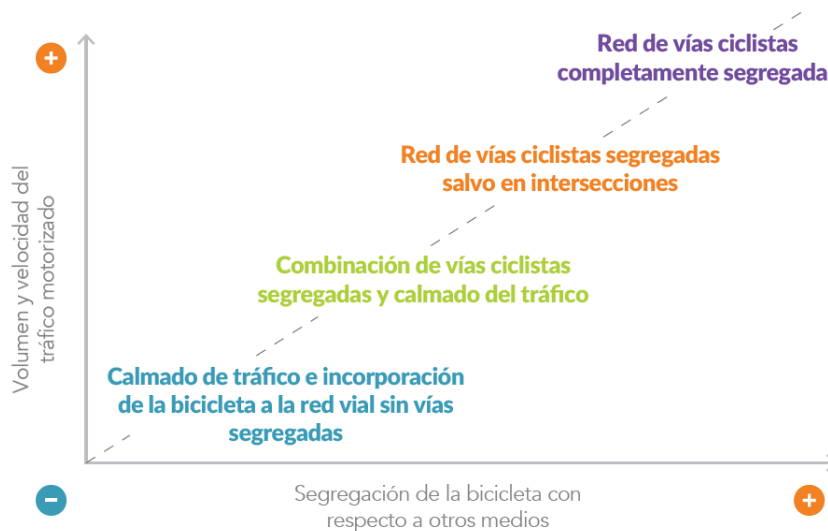 Red de vías ciclistas
completamente segregada
Red de vías ciclistas segregadas
salvo en intersecciones
Combinación de vías ciclistas
segregadas y calmado del tráfico
Calmado de tráfico e incorporación
de la bicicleta a la red vial sin vías
segregadas
Volumen y velocidad del
tráfico motorizado
Segregación de la bicicleta con
respecto a otros medios